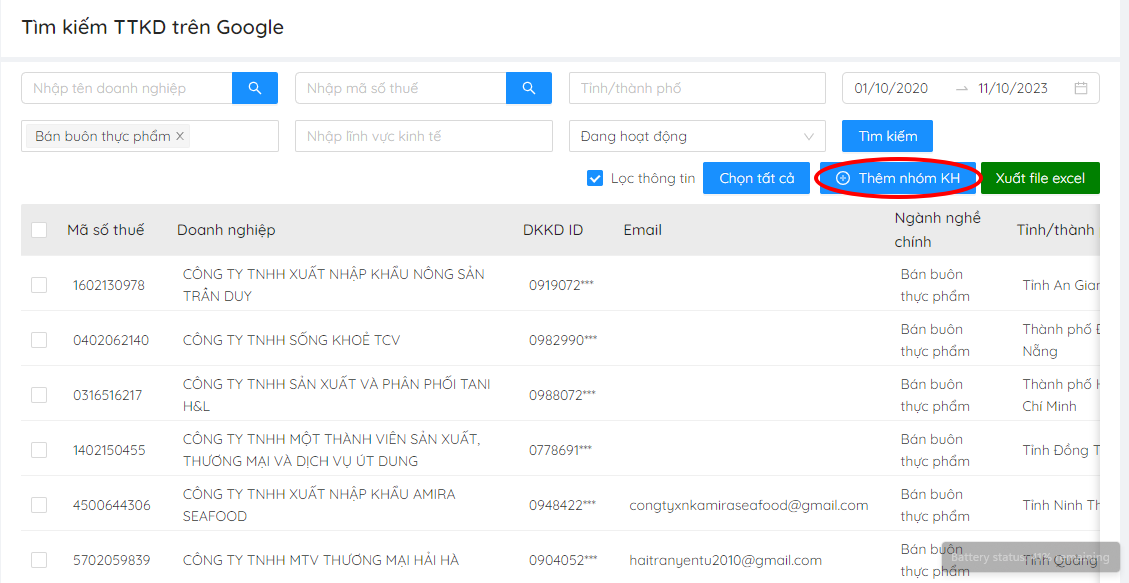 Tìm kiếm TTKD trên Google
Nhập tên doanh nghiệp
Nhập mã số thuế
Tỉnh/thành phố
01/10/2020 → 11/10/2023
Bán buôn thực phẩm ×
Nhập lĩnh vực kinh tế
Đang hoạt động
Tìm kiếm
Lọc thông tin
Chọn tất cả
Thêm nhóm KH
Xuất file excel
Mã số thuế Doanh nghiệp DKKD ID Email Ngành nghề Tỉnh/thành
chính
1602130978 CÔNG TY TNHH XUẤT NHẬP KHẨU NÔNG SẢN 0919072*** Bán buôn Tỉnh An Gian
TRẦN DUY thực phẩm
0402062140 CÔNG TY TNHH SỐNG KHOẺ TCV 0982990*** Bán buôn Thành phố
thực phẩm Nẵng
0316516217 CÔNG TY TNHH SẢN XUẤT VÀ PHÂN PHỐI TANI 0988072*** Bán buôn Thành phố
H&L thực phẩm Chí Minh
1402150455 CÔNG TY TNHH MỘT THÀNH VIÊN SẢN XUẤT, 0778691*** Bán buôn Tỉnh Đồng T
THƯƠNG MẠI VÀ DỊCH VỤ ÚT DUNG thực phẩm
4500644306 CÔNG TY TNHH XUẤT NHẬP KHẨU AMIRA 0948422*** congtyxnkamiraseafood@gmail.com Bán buôn Tỉnh Ninh Th
SEAFOOD thực phẩm
5702059839 CÔNG TY TNHH MTV THƯƠNG MẠI HẢI HÀ 0904052*** haitranyentu2010@gmail.com Bán buôn Tỉnh Quảng
thực phẩm
Battery status: 41% remaining